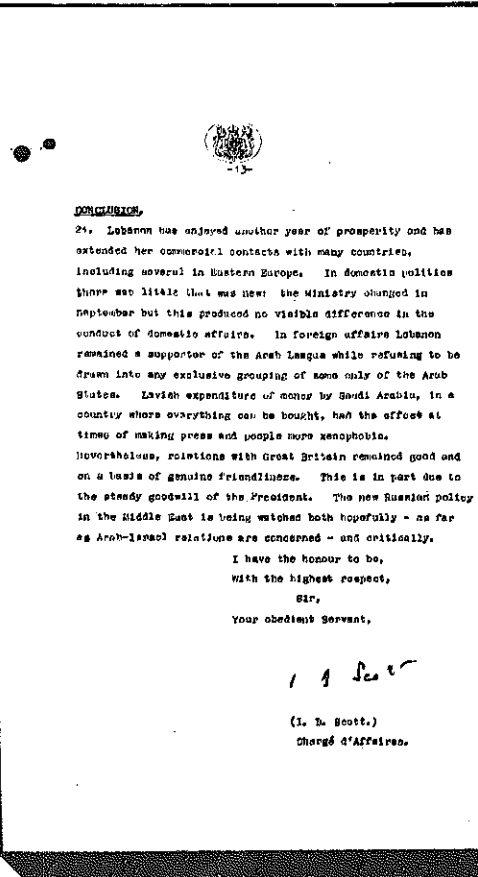 -13-
CONCLUSION.
24. Lebanon has enjoyed another year of prosperity and has
extended her commercial contacts with many countries,
including several in Eastern Europe. In domestic politics
there was little that was new: the Ministry changed in
September but this produced no visible difference in the
conduct of domestic affairs. In foreign affairs Lebanon
remained a supporter of the Arab League while refusing to be
drawn into any exclusive grouping of some only of the Arab
States. Lavish expenditure of money by Saudi Arabia, in a
country where everything can be bought, had the effect at
times of making press and people more xenophobic.
Nevertheless, relations with Great Britain remained good and
on a basis of genuine friendliness. This is in part due to
the steady goodwill of the President. The new Russian policy
in the Middle East is being watched both hopefully - as far
as Arab-Israel relations are concerned - and critically.
I have the honour to be,
With the highest respect,
Sir,
Your obedient Servant,
Scott
(I. D. Scott.)
Chargé d'Affaires.